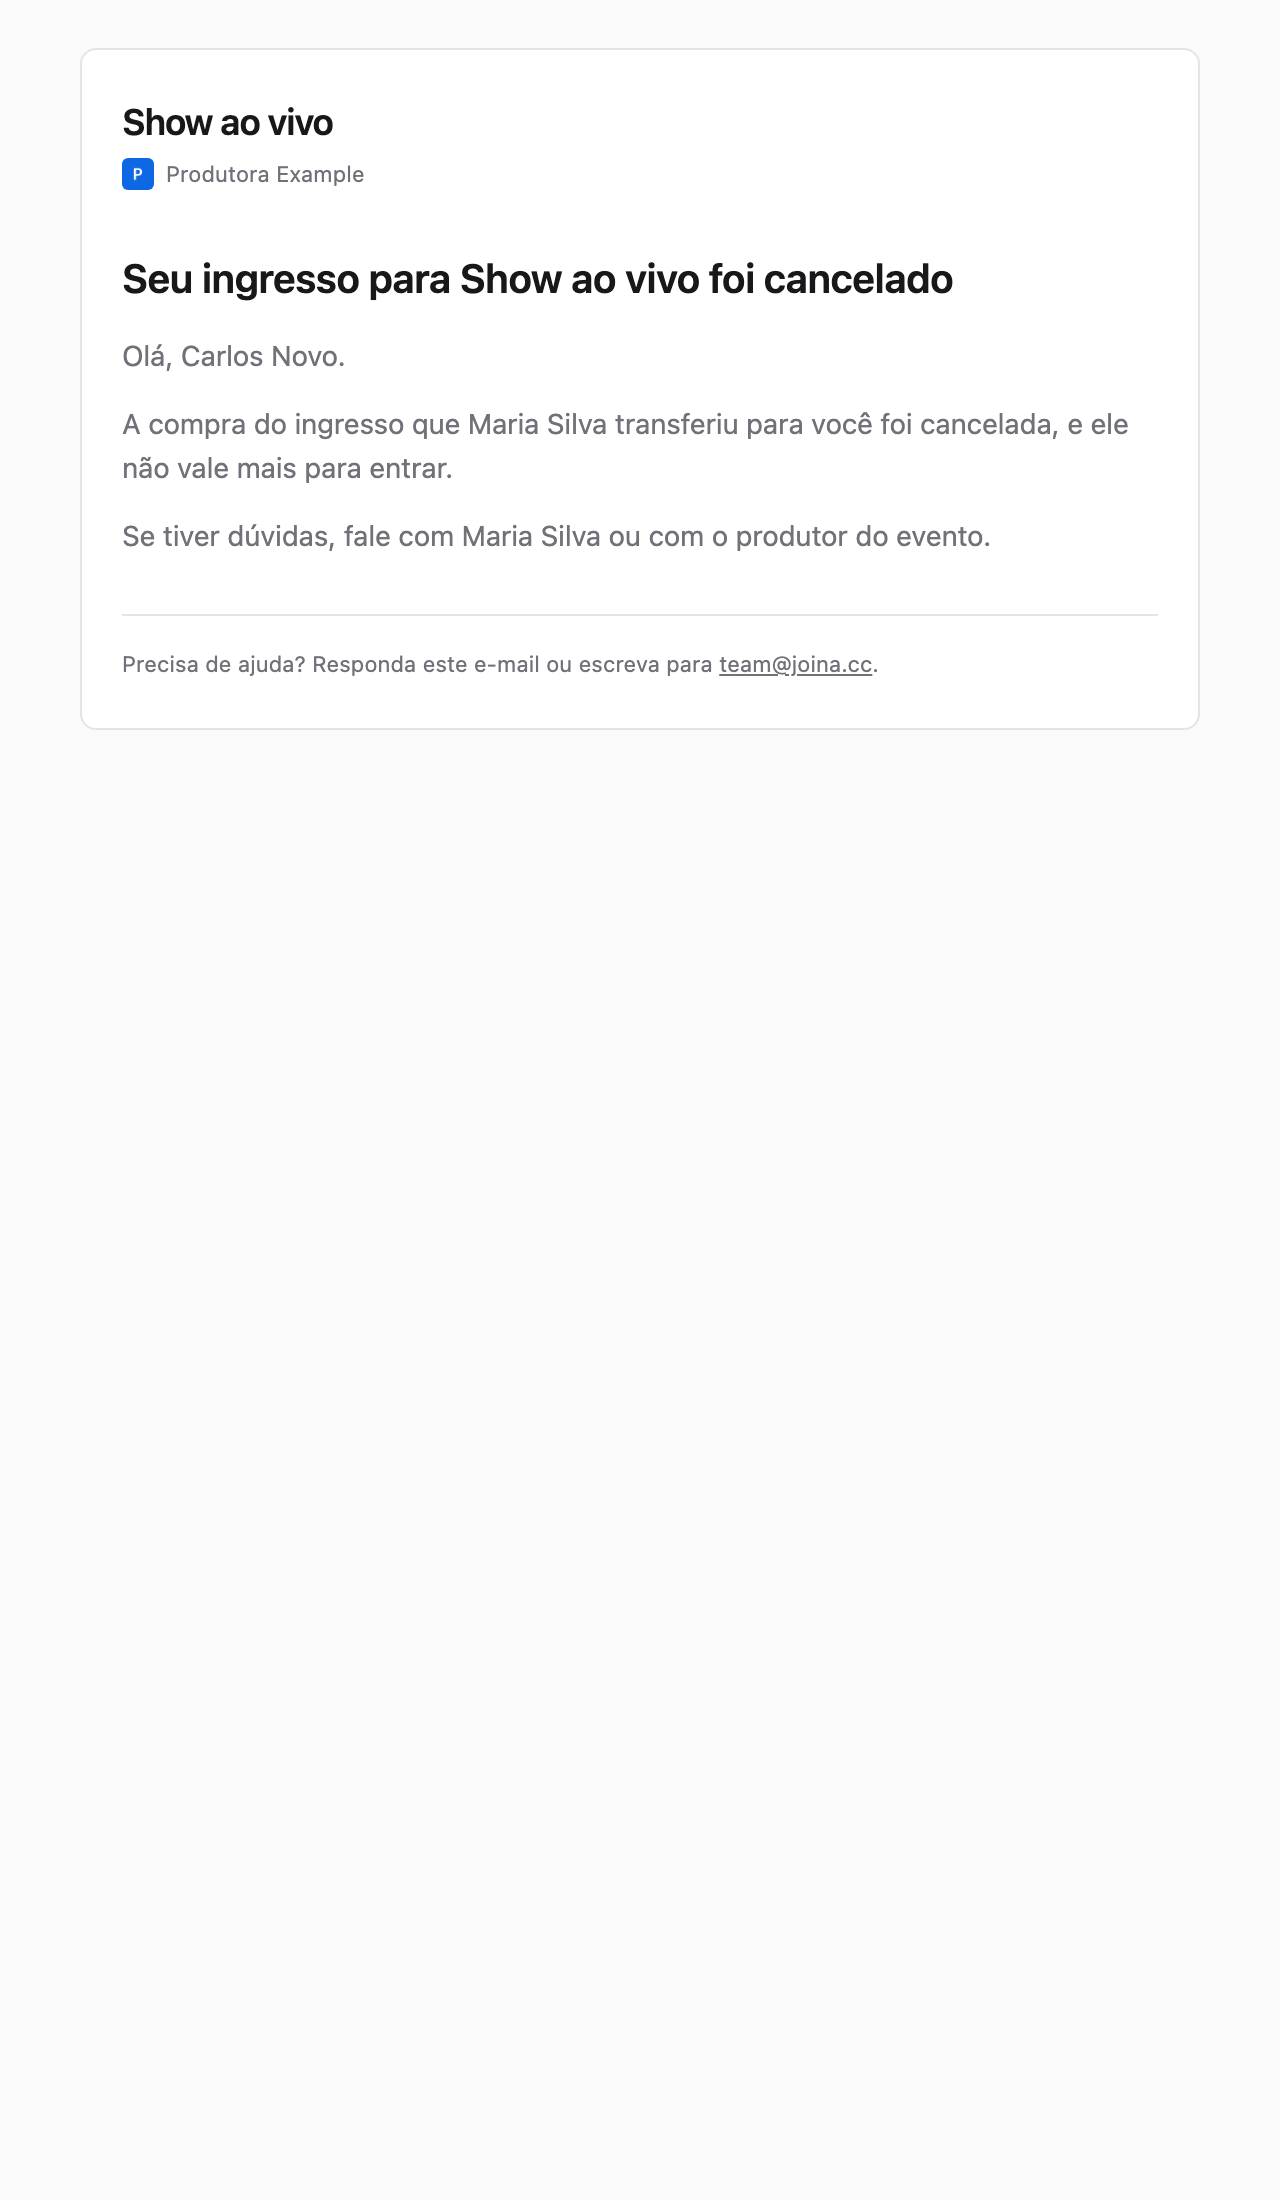 Show ao vivo
P Produtora Example
Seu ingresso para Show ao vivo foi cancelado
Olá, Carlos Novo.
A compra do ingresso que Maria Silva transferiu para você foi cancelada, e ele
não vale mais para entrar.
Se tiver dúvidas, fale com Maria Silva ou com o produtor do evento.
Precisa de ajuda? Responda este e-mail ou escreva para team@joina.cc.